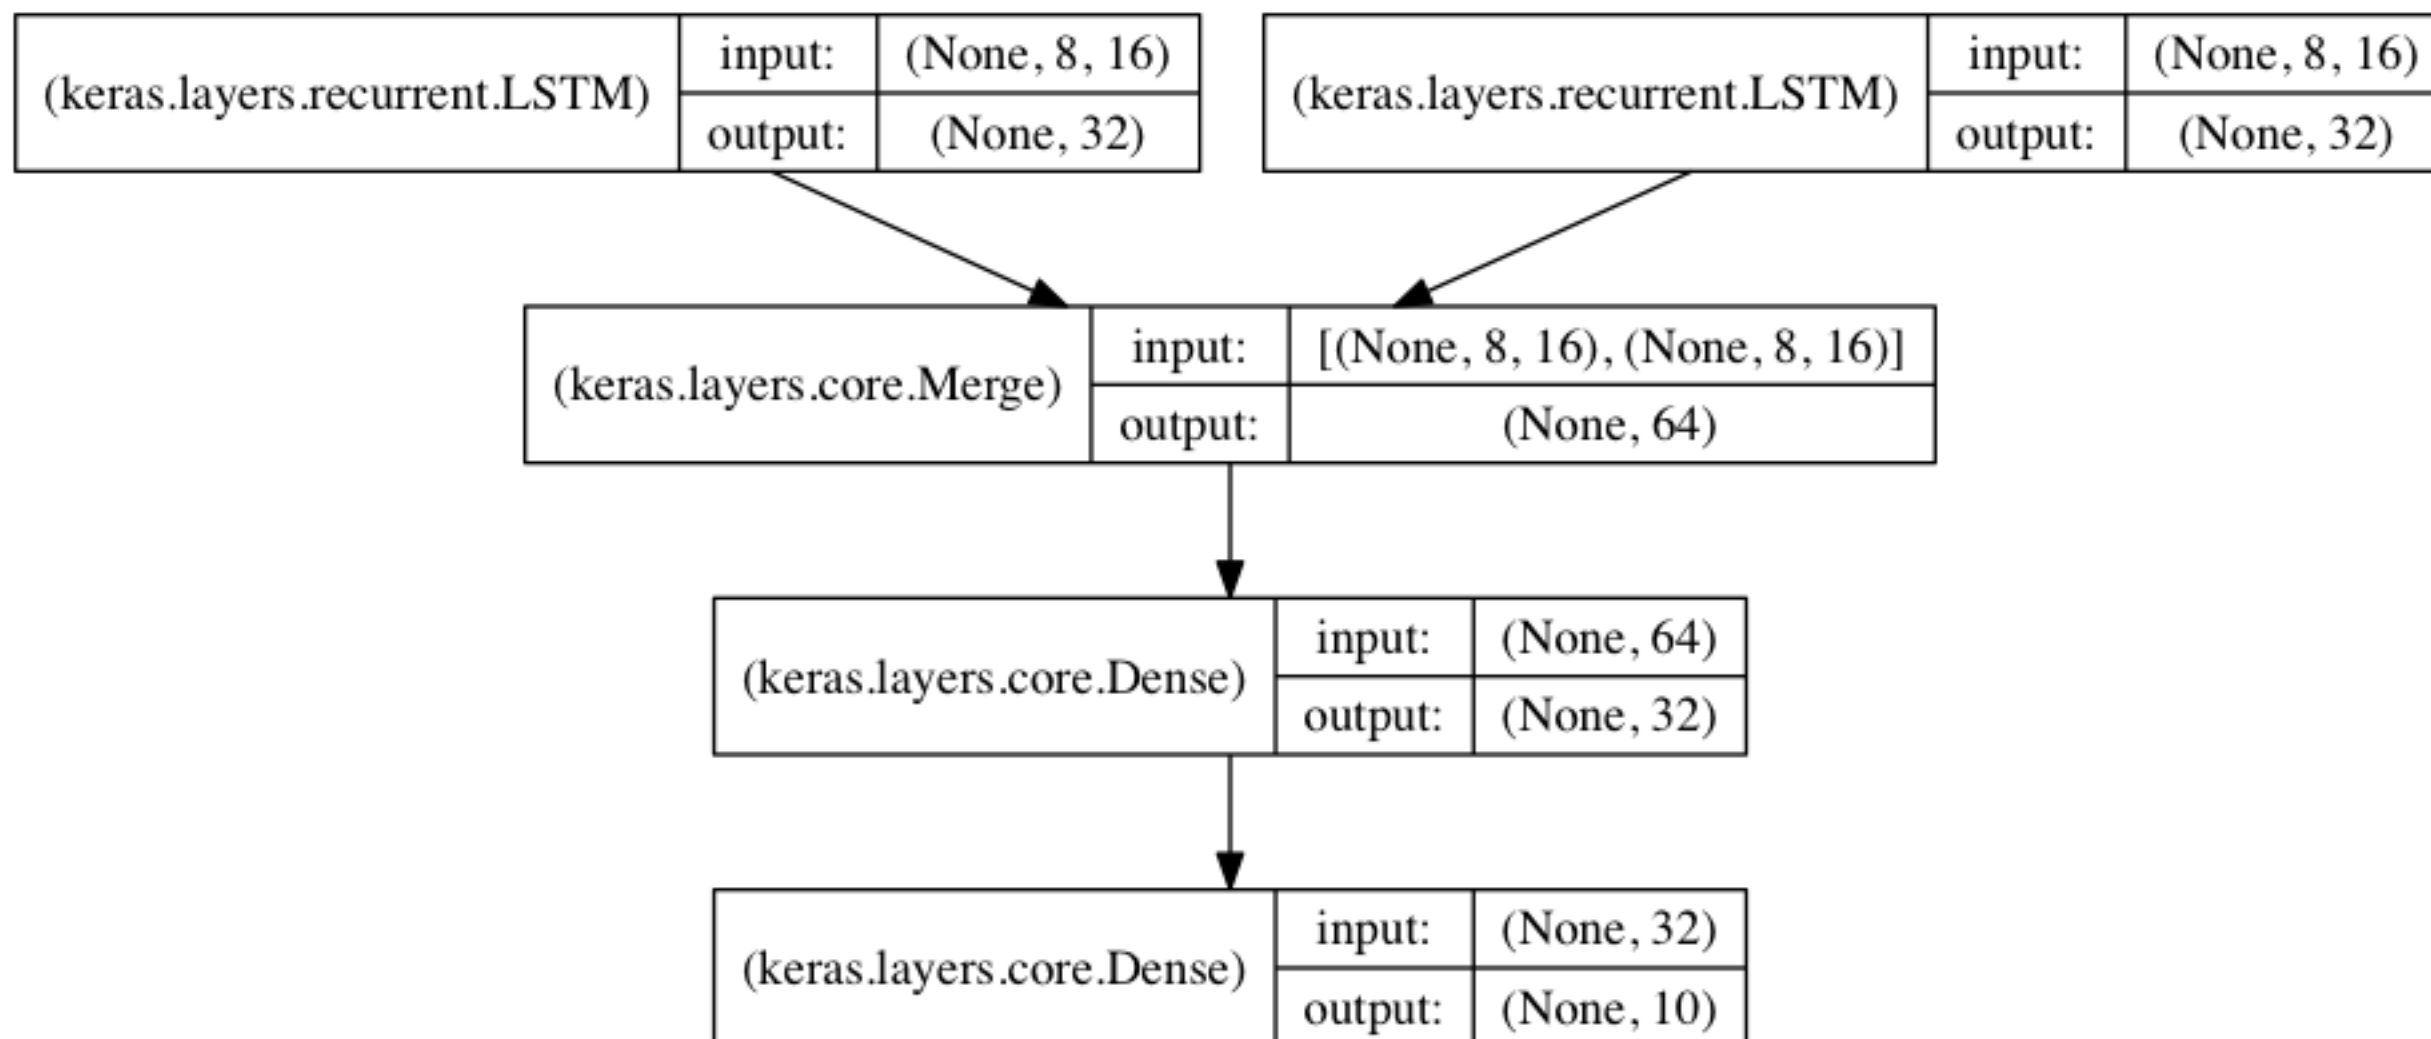 (keras.layers.recurrent.LSTM) input: (None, 8, 16)
output: (None, 32)
(keras.layers.recurrent.LSTM) input: (None, 8, 16)
output: (None, 32)
(keras.layers.core.Merge) input: [(None, 8, 16), (None, 8, 16)]
output: (None, 64)
(keras.layers.core.Dense) input: (None, 64)
output: (None, 32)
(keras.layers.core.Dense) input: (None, 32)
output: (None, 10)